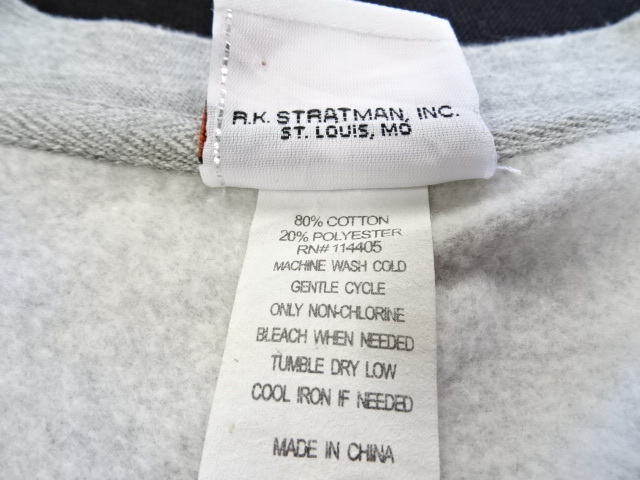 R.K. STRATMAN, INC.
ST. LOUIS, MO
80% COTTON
20% POLYESTER
RN# 114405
MACHINE WASH COLD
GENTLE CYCLE
ONLY NON-CHLORINE
BLEACH WHEN NEEDED
TUMBLE DRY LOW
COOL IRON IF NEEDED
MADE IN CHINA